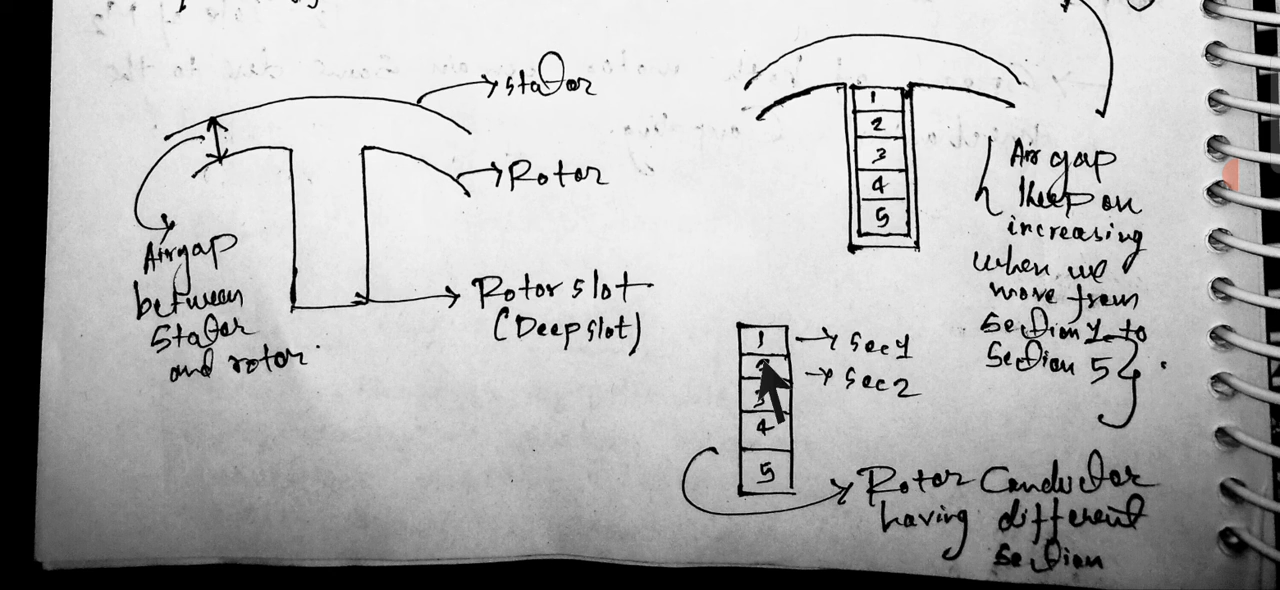 stator
Rotor
Airgap
between
stator
and rotor
Rotor slot
(Deep slot)
1
2
3
4
5
Air gap
keep on
increasing
when we
move from
section 1 to
section 5
1
3
4
5
→ sec 1
→ sec 2
Rotor Conductor
having different
section